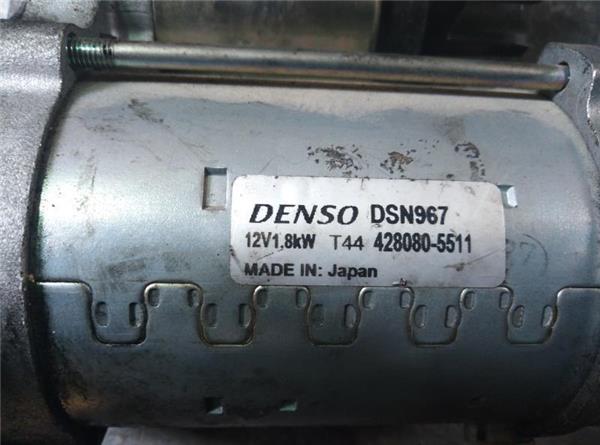 DENSO DSN967
12V1.8kW T44 428080-5511
MADE IN: Japan